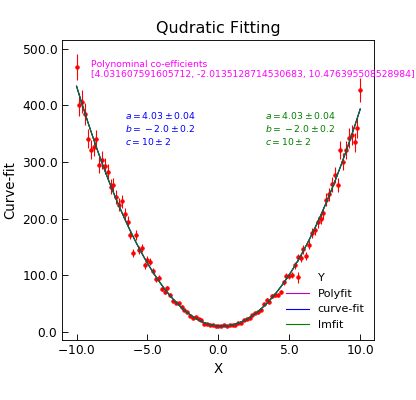 Qudratic Fitting
Polynominal co-efficients
[4.031607591605712, -2.0135128714530683, 10.476395508528984]
a = 4.03 ± 0.04
b = −2.0 ± 0.2
c = 10 ± 2
a = 4.03 ± 0.04
b = −2.0 ± 0.2
c = 10 ± 2
500.0
400.0
300.0
200.0
100.0
0.0
Curve-fit
Y
Polyfit
curve-fit
lmfit
−10.0
−5.0
0.0
5.0
10.0
X